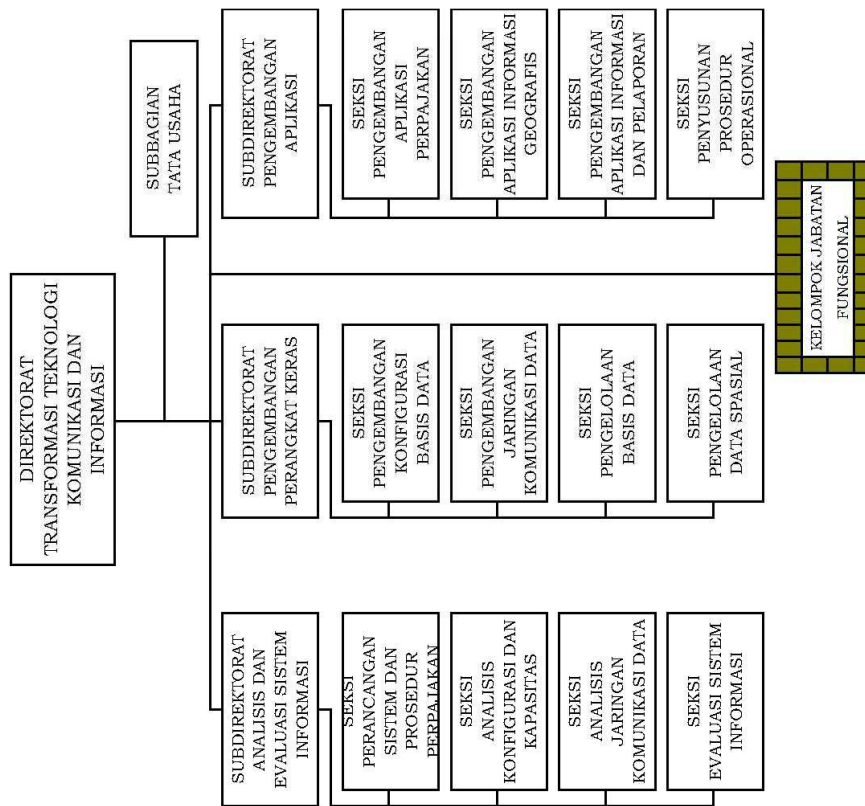 DIREKTORAT
TRANSFORMASI TEKNOLOGI
KOMUNIKASI DAN
INFORMASI
SUBBAGIAN
TATA USAHA
SUBDIREKTORAT
ANALISIS DAN
EVALUASI SISTEM
INFORMASI
SEKSI
PERANCANGAN
SISTEM DAN
PROSEDUR
PERPAJAKAN
SEKSI
ANALISIS
KONFIGURASI DAN
KAPASITAS
SEKSI
ANALISIS
JARINGAN
KOMUNIKASI DATA
SEKSI
EVALUASI SISTEM
INFORMASI
SUBDIREKTORAT
PENGEMBANGAN
PERANGKAT KERAS
SEKSI
PENGEMBANGAN
KONFIGURASI
BASIS DATA
SEKSI
PENGEMBANGAN
JARINGAN
KOMUNIKASI DATA
SEKSI
PENGELOLAAN
BASIS DATA
SEKSI
PENGELOLAAN
DATA SPASIAL
SUBDIREKTORAT
PENGEMBANGAN
APLIKASI
SEKSI
PENGEMBANGAN
APLIKASI
PERPAJAKAN
SEKSI
PENGEMBANGAN
APLIKASI INFORMASI
GEOGRAFIS
SEKSI
PENGEMBANGAN
APLIKASI INFORMASI
DAN PELAPORAN
SEKSI
PENYUSUNAN
PROSEDUR
OPERASIONAL
KELOMPOK JABATAN
FUNGSIONAL